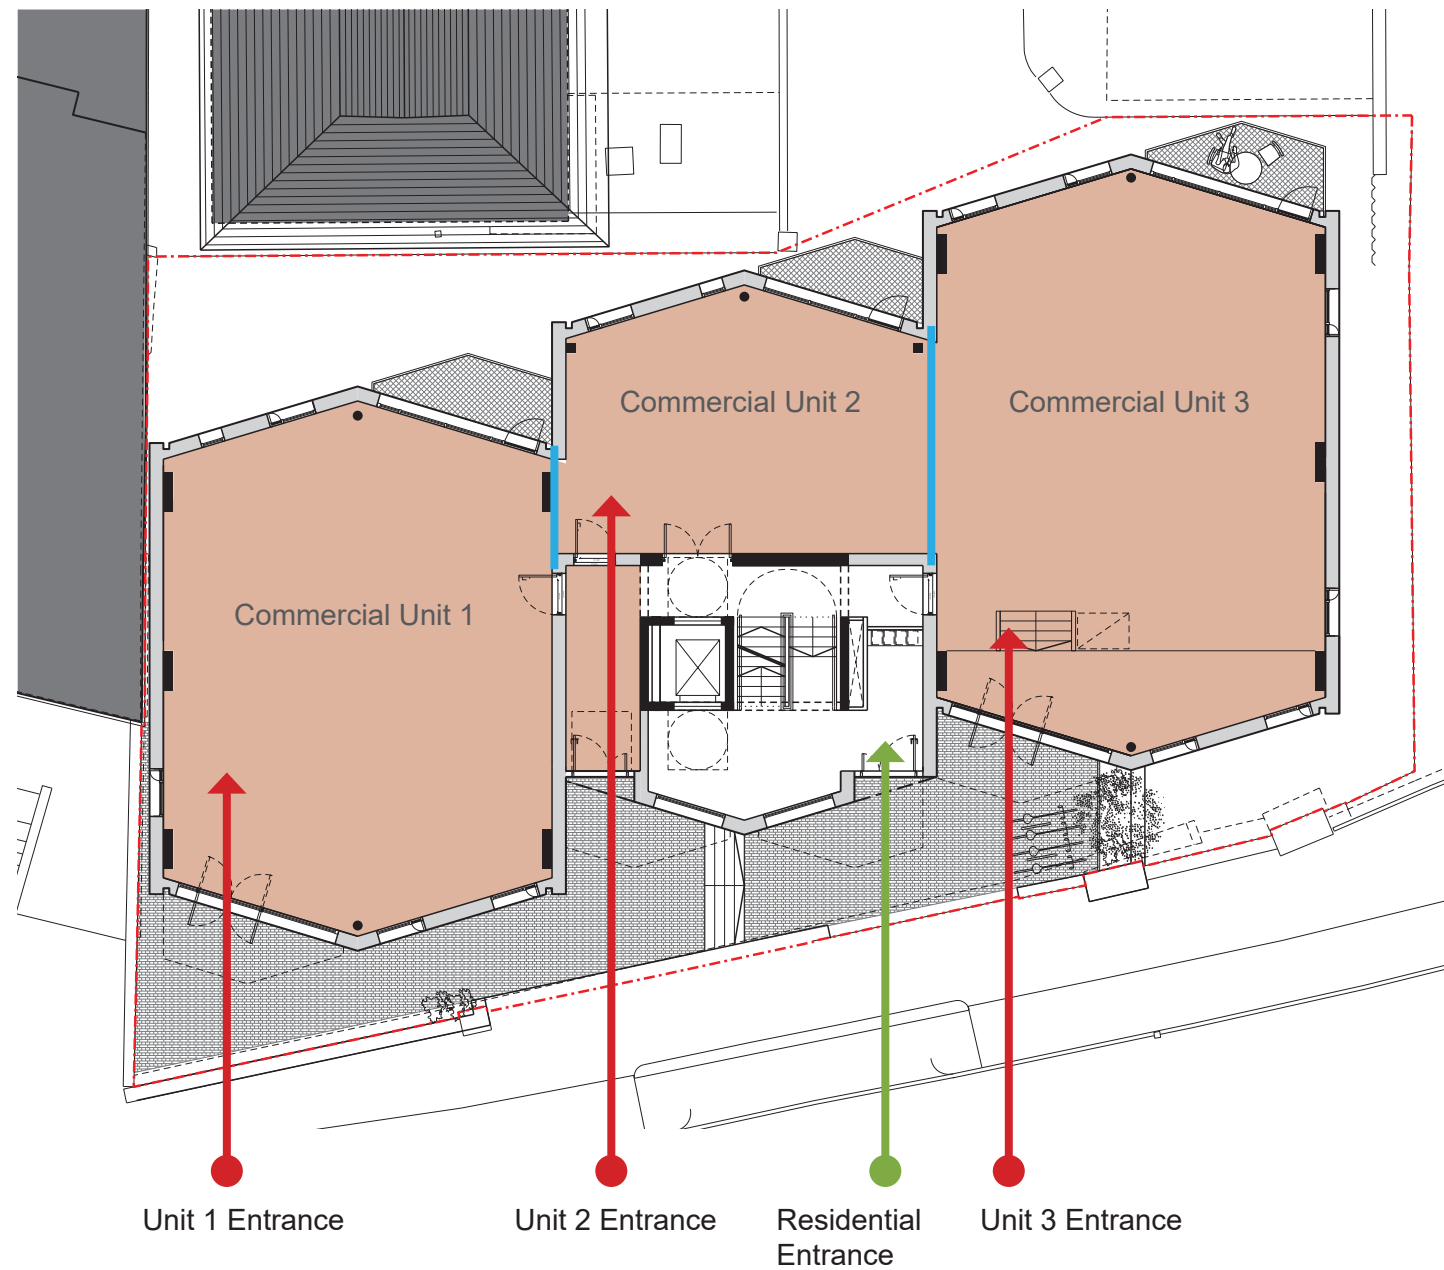 Commercial Unit 2
Commercial Unit 3
Commercial Unit 1
Unit 1 Entrance
Unit 2 Entrance
Residential
Entrance
Unit 3 Entrance